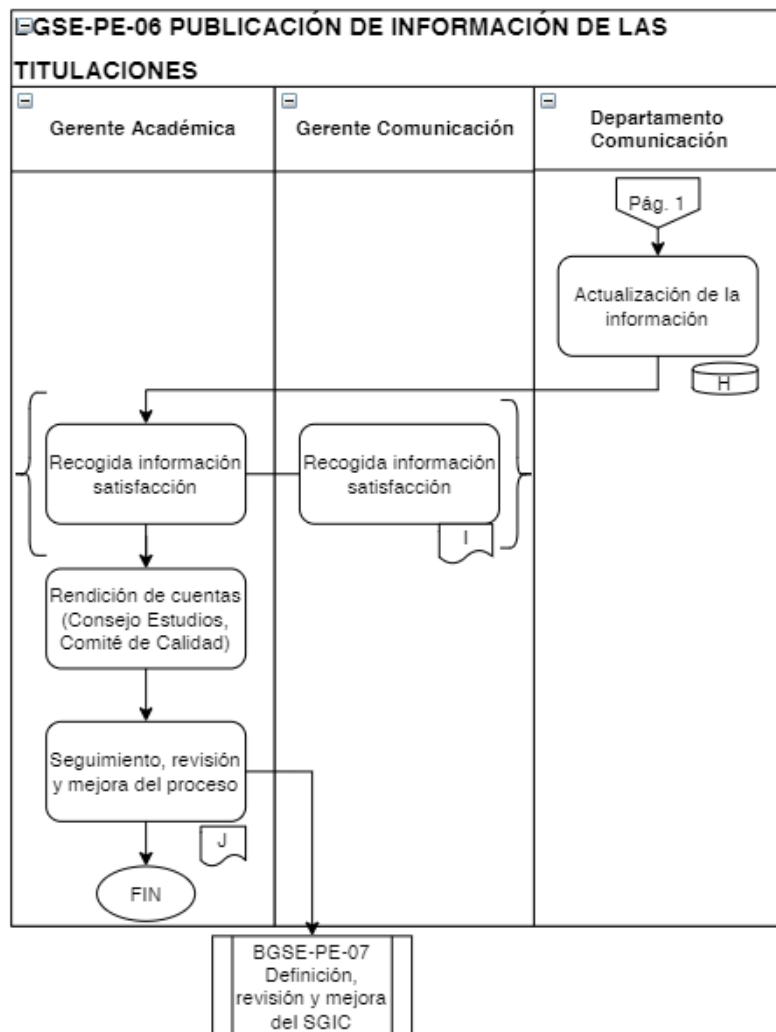 BGSE-PE-06 PUBLICACIÓN DE INFORMACIÓN DE LAS
TITULACIONES
Gerente Académica
Gerente Comunicación
Departamento
Comunicación
Pág. 1
Actualización de la
información
H
Recogida información
satisfacción
Recogida información
satisfacción
I
Rendición de cuentas
(Consejo Estudios,
Comité de Calidad)
Seguimiento, revisión
y mejora del proceso
J
FIN
BGSE-PE-07
Definición,
revisión y mejora
del SGIC